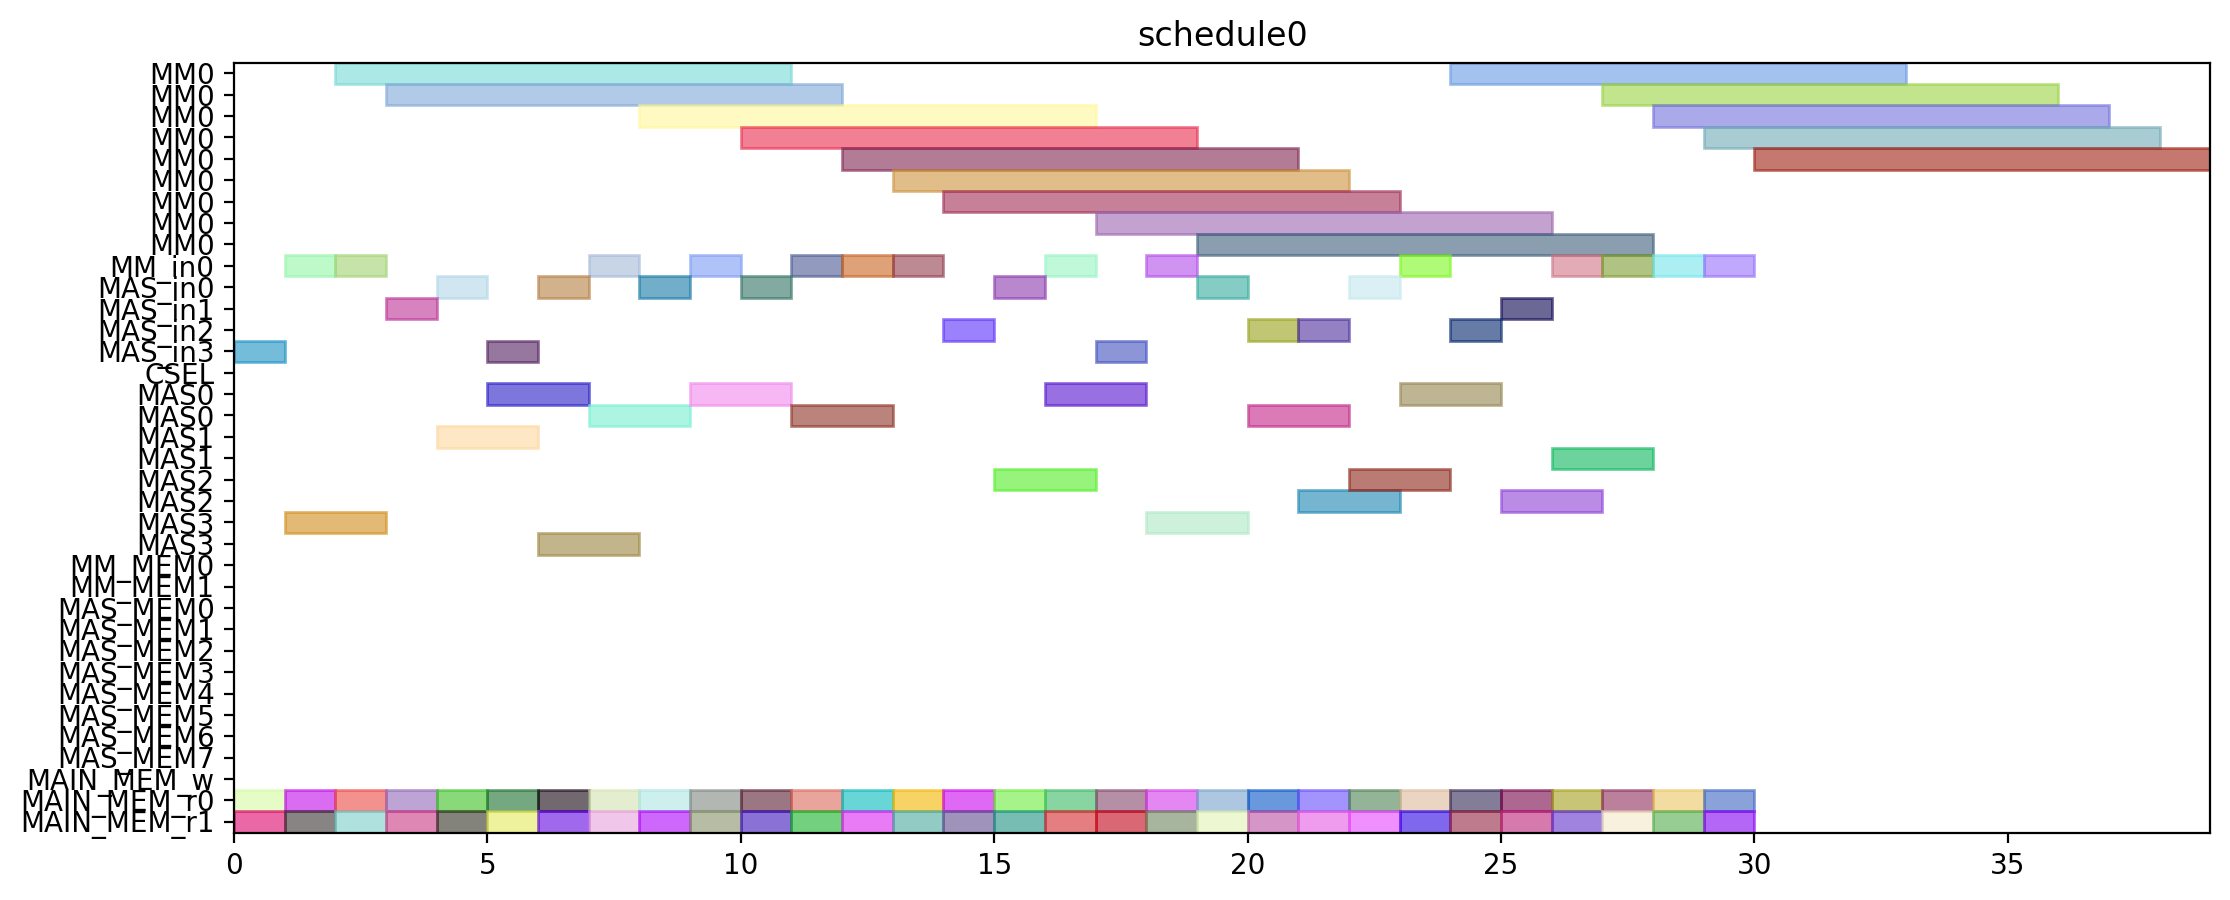 schedule0
MM0
MM0
MM0
MM0
MM0
MM0
MM0
MM0
MM0
MM_in0
MAS_in0
MAS_in1
MAS_in2
MAS_in3
CSEL
MAS0
MAS0
MAS1
MAS1
MAS2
MAS2
MAS3
MAS3
MM_MEM0
MM_MEM1
MAS_MEM0
MAS_MEM1
MAS_MEM2
MAS_MEM3
MAS_MEM4
MAS_MEM5
MAS_MEM6
MAS_MEM7
MAIN_MEM_w
MAIN_MEM_r0
MAIN_MEM_r1
0 5 10 15 20 25 30 35